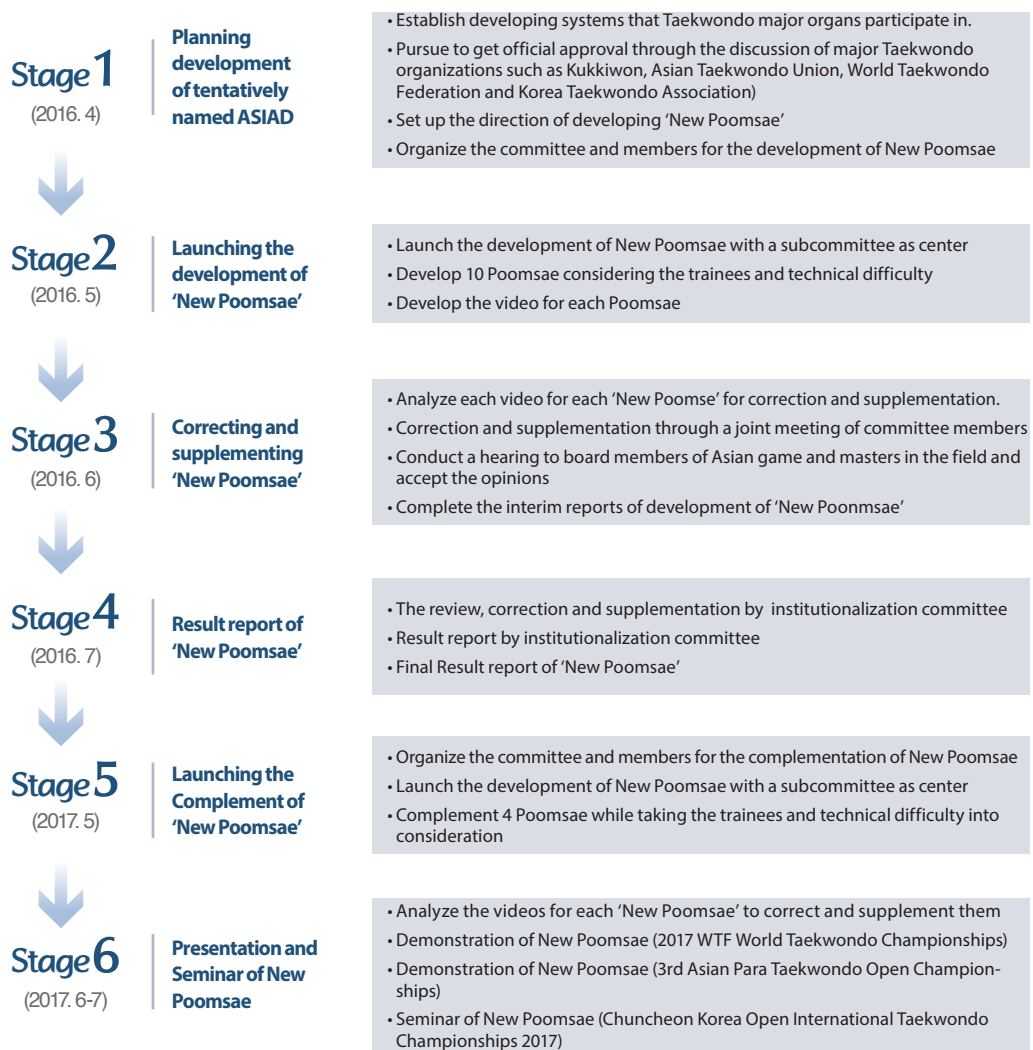 Stage 1
(2016. 4)
Planning
development
of tentatively
named ASIAD
• Establish developing systems that Taekwondo major organs participate in.
• Pursue to get official approval through the discussion of major Taekwondo
organizations such as Kukkiwon, Asian Taekwondo Union, World Taekwondo
Federation and Korea Taekwondo Association)
• Set up the direction of developing ‘New Poomsae’
• Organize the committee and members for the development of New Poomsae
Stage 2
(2016. 5)
Launching the
development of
‘New Poomsae’
• Launch the development of New Poomsae with a subcommittee as center
• Develop 10 Poomsae considering the trainees and technical difficulty
• Develop the video for each Poomsae
Stage 3
(2016. 6)
Correcting and
supplementing
‘New Poomsae’
• Analyze each video for each ‘New Poomse’ for correction and supplementation.
• Correction and supplementation through a joint meeting of committee members
• Conduct a hearing to board members of Asian game and masters in the field and
accept the opinions
• Complete the interim reports of development of ‘New Poonmsae’
Stage 4
(2016. 7)
Result report of
‘New Poomsae’
• The review, correction and supplementation by institutionalization committee
• Result report by institutionalization committee
• Final Result report of ‘New Poomsae’
Stage 5
(2017. 5)
Launching the
Complement of
‘New Poomsae’
• Organize the committee and members for the complementation of New Poomsae
• Launch the development of New Poomsae with a subcommittee as center
• Complement 4 Poomsae while taking the trainees and technical difficulty into
consideration
Stage 6
(2017. 6-7)
Presentation and
Seminar of New
Poomsae
• Analyze the videos for each ‘New Poomsae’ to correct and supplement them
• Demonstration of New Poomsae (2017 WTF World Taekwondo Championships)
• Demonstration of New Poomsae (3rd Asian Para Taekwondo Open Champion-
ships)
• Seminar of New Poomsae (Chuncheon Korea Open International Taekwondo
Championships 2017)